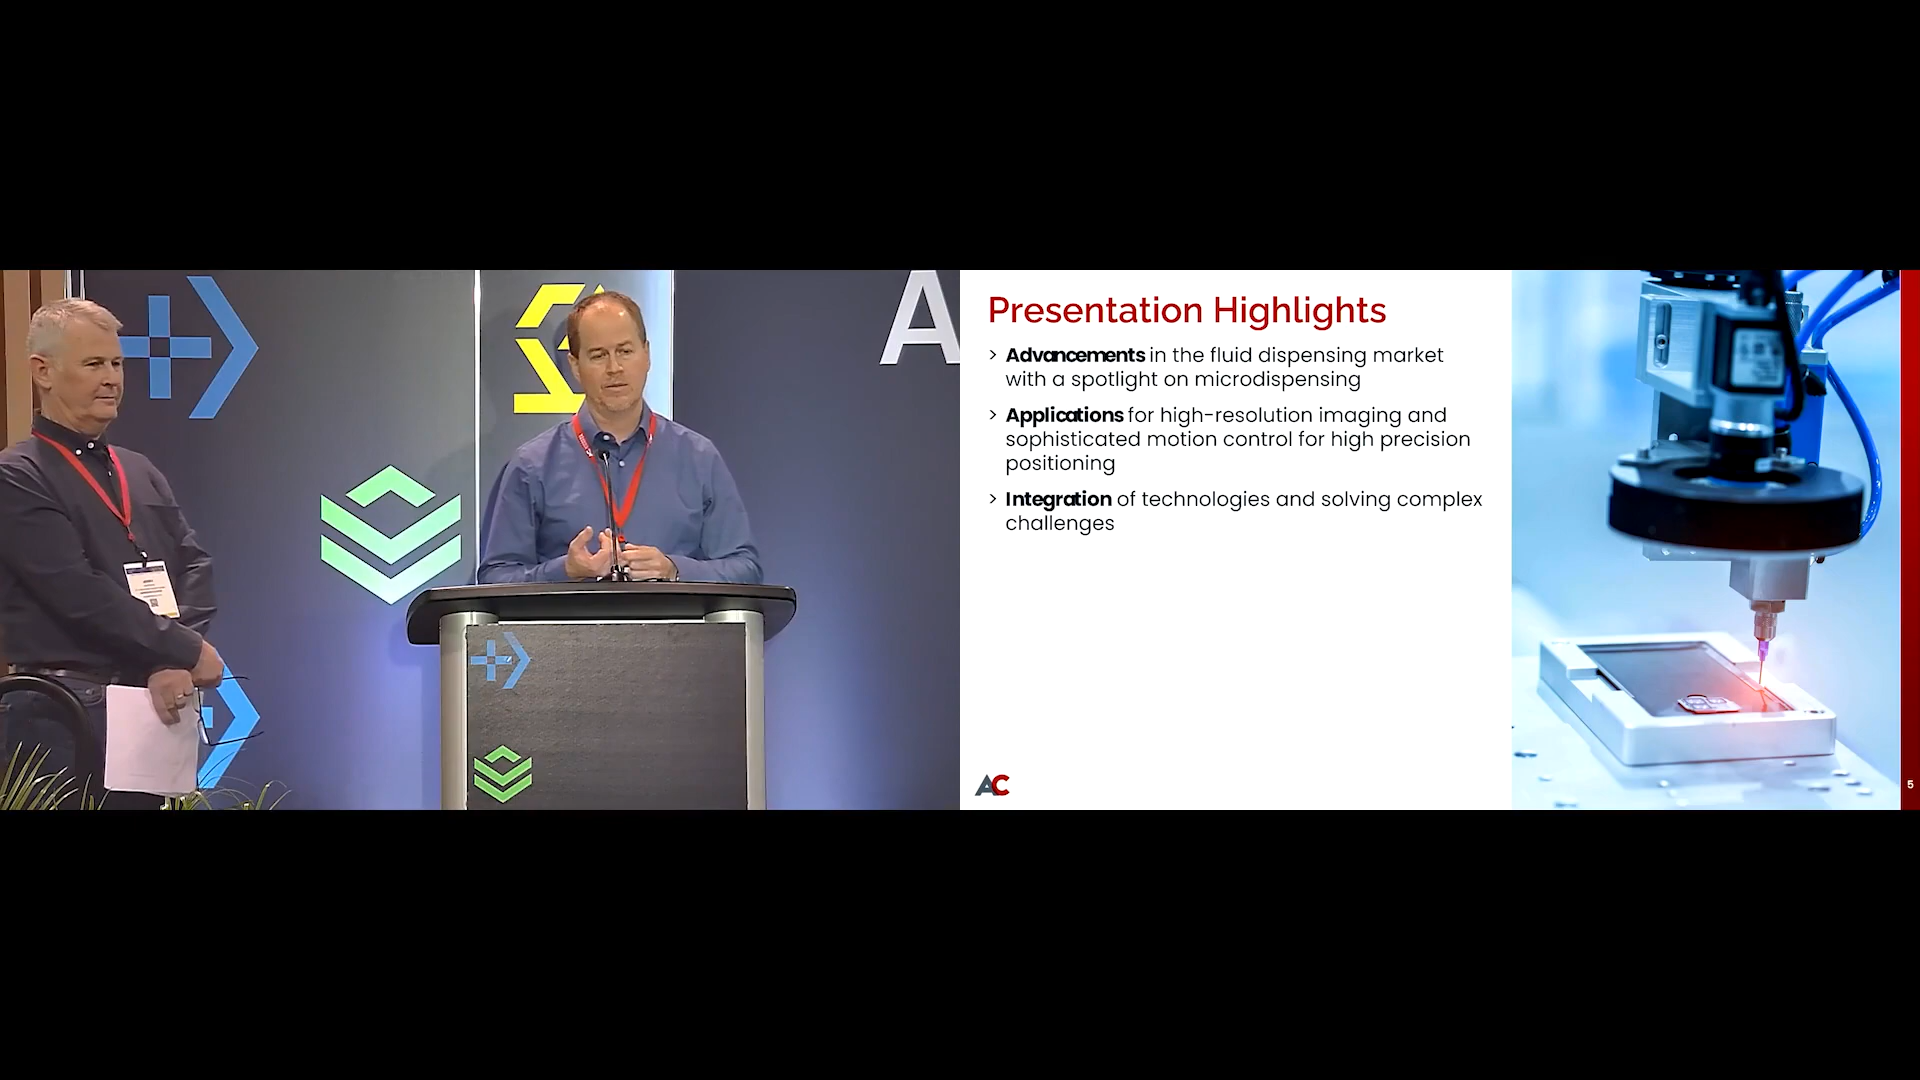 A
Presentation Highlights
> Advancements in the fluid dispensing market
with a spotlight on microdispensing
> Applications for high-resolution imaging and
sophisticated motion control for high precision
positioning
> Integration of technologies and solving complex
challenges
AC
5